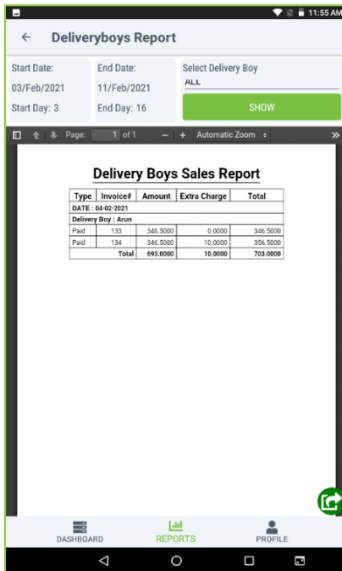 11:55 AM
Deliveryboys Report
Start Date:
End Date:
Select Delivery Boy
03/Feb/2021
11/Feb/2021
ALL
Start Day: 3
End Day: 16
SHOW
Page: 1 of 1 Automatic Zoom
Delivery Boys Sales Report
Type Invoice# Amount Extra Charge Total
DATE : 04-02-2021
Delivery Boy : Arun
Paid 133 346.5000 0.0000 346.5000
Paid 134 346.5000 10.0000 356.5000
Total 693.0000 10.0000 703.0000
DASHBOARD REPORTS PROFILE